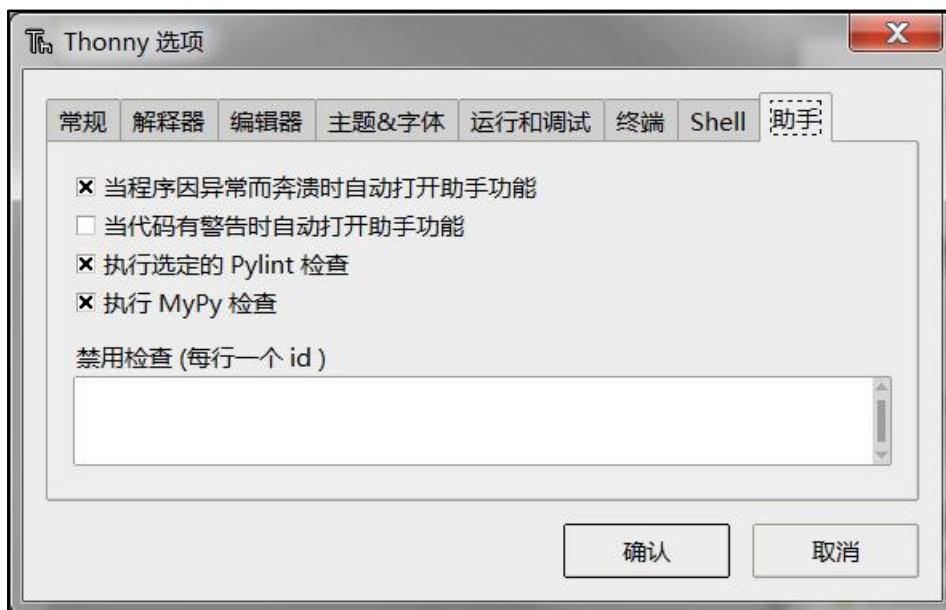 Thonny 选项
常规 解释器 编辑器 主题&字体 运行和调试 终端 Shell 助手
当程序因异常而奔溃时自动打开助手功能
当代码有警告时自动打开助手功能
执行选定的 Pylint 检查
执行 MyPy 检查
禁用检查 (每行一个 id )
确认 取消